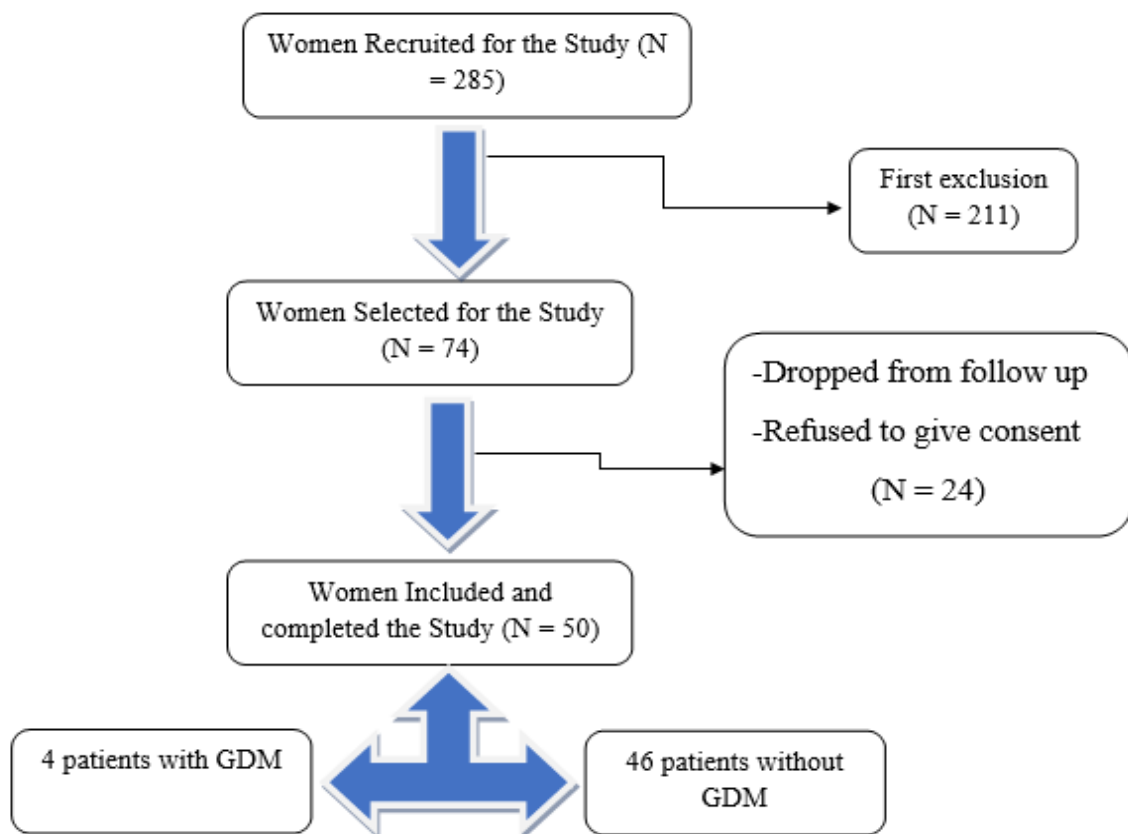 Women Recruited for the Study (N
= 285)
First exclusion
(N = 211)
Women Selected for the Study
(N = 74)
-Dropped from follow up
-Refused to give consent
(N = 24)
Women Included and
completed the Study (N = 50)
4 patients with GDM
46 patients without
GDM